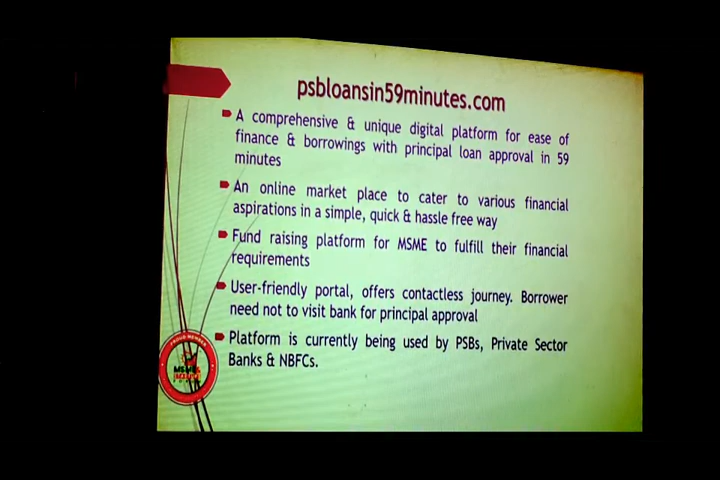 psbloansin59minutes.com
A comprehensive & unique digital platform for ease of
finance & borrowings with principal loan approval in 59
minutes
An online market place to cater to various financial
aspirations in a simple, quick & hassle free way
Fund raising platform for MSME to fulfill their financial
requirements
User-friendly portal, offers contactless journey. Borrower
need not to visit bank for principal approval
Platform is currently being used by PSBs, Private Sector
Banks & NBFCs.
PROUD MEMBER